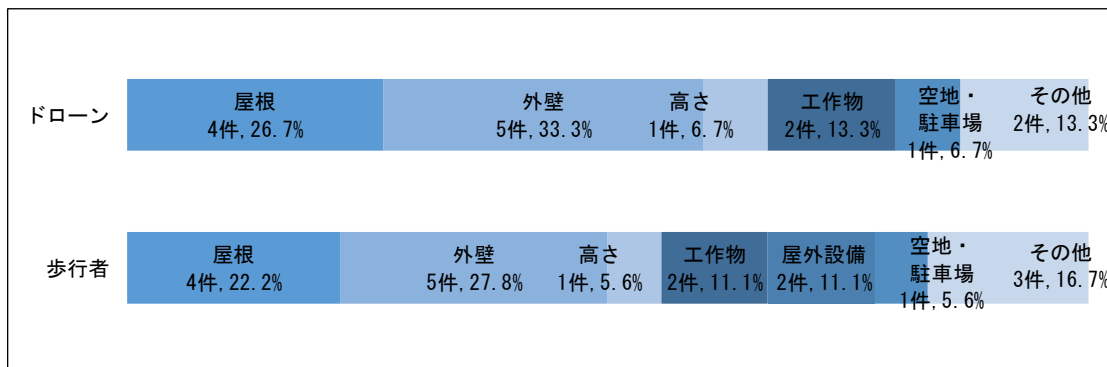 ドローン
屋根
4件, 26.7%
外壁
5件, 33.3%
高さ
1件, 6.7%
工作物
2件, 13.3%
空地・
駐車場
1件, 6.7%
その他
2件, 13.3%
歩行者
屋根
4件, 22.2%
外壁
5件, 27.8%
高さ
1件, 5.6%
工作物
2件, 11.1%
屋外設備
2件, 11.1%
空地・
駐車場
1件, 5.6%
その他
3件, 16.7%